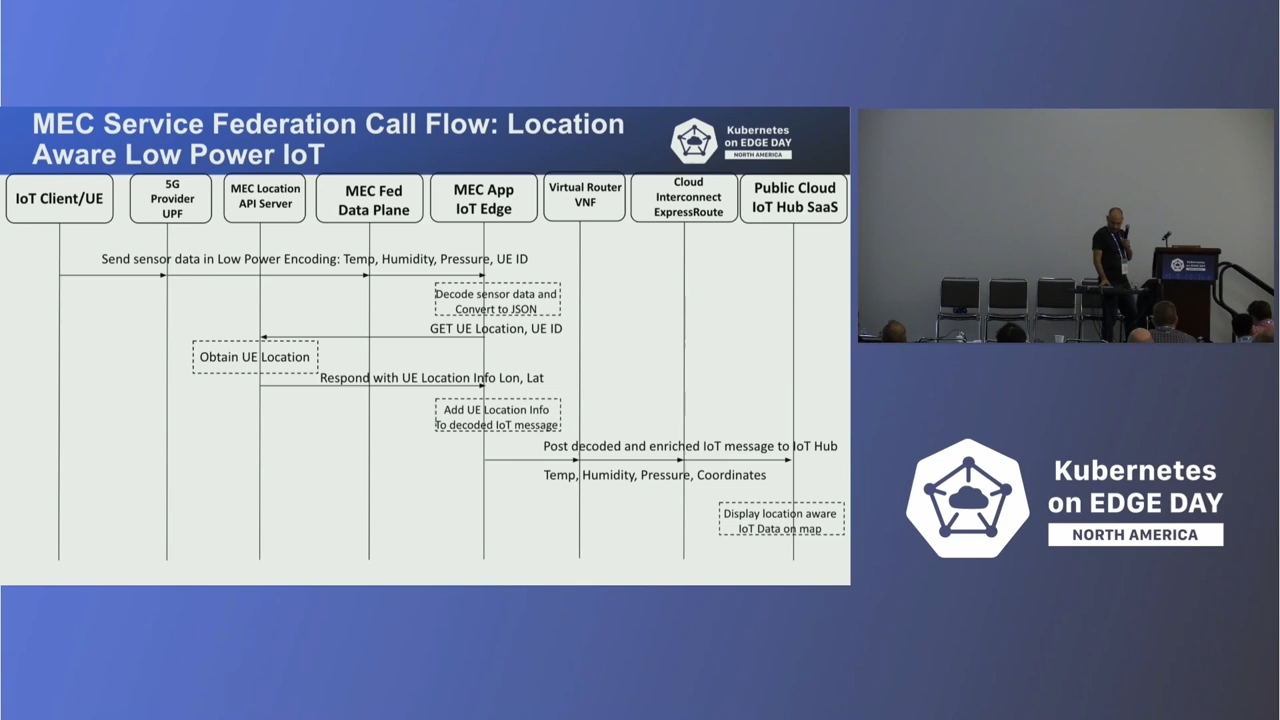 MEC Service Federation Call Flow: Location
Aware Low Power IoT
Kubernetes
on EDGE DAY
NORTH AMERICA
IoT Client/UE
5G
Provider
UPF
MEC Location
API Server
MEC Fed
Data Plane
MEC App
IoT Edge
Virtual Router
VNF
Cloud
Interconnect
ExpressRoute
Public Cloud
IoT Hub SaaS
Send sensor data in Low Power Encoding: Temp, Humidity, Pressure, UE ID
Decode sensor data and
Convert to JSON
GET UE Location, UE ID
Obtain UE Location
Respond with UE Location Info Lon, Lat
Add UE Location Info
To decoded IoT message
Post decoded and enriched IoT message to IoT Hub
Temp, Humidity, Pressure, Coordinates
Display location aware
IoT Data on map
Kubernetes
on EDGE DAY
NORTH AMERICA